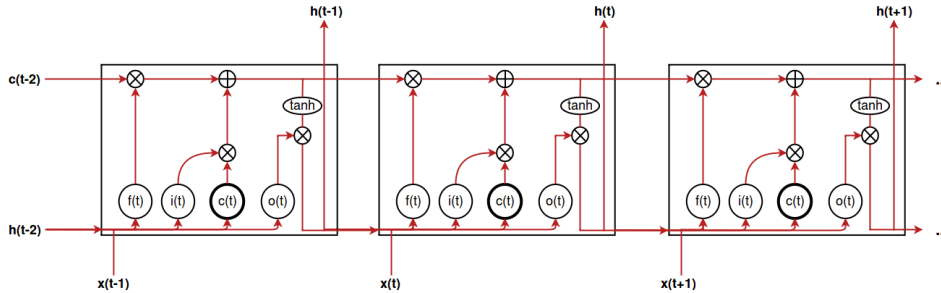 h(t-1) h(t) h(t+1)
c(t-2) ..
tanh tanh tanh
f(t) i(t) c(t) o(t) f(t) i(t) c(t) o(t) f(t) i(t) c(t) o(t)
h(t-2) ..
x(t-1) x(t) x(t+1)